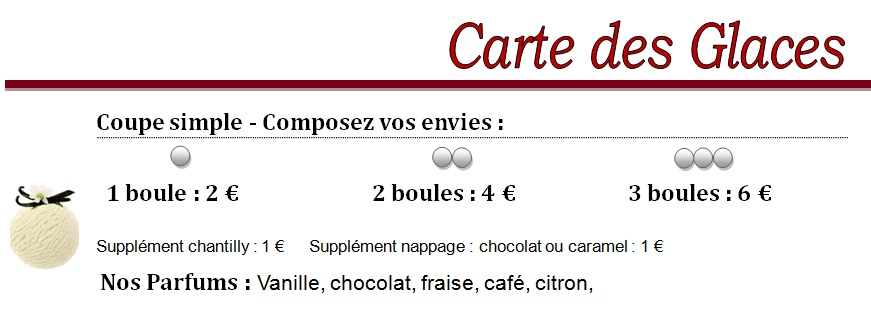 Carte des Glaces
Coupe simple - Composez vos envies :
1 boule : 2 € 2 boules : 4 € 3 boules : 6 €
Supplément chantilly : 1 € Supplément nappage : chocolat ou caramel : 1 €
Nos Parfums : Vanille, chocolat, fraise, café, citron,